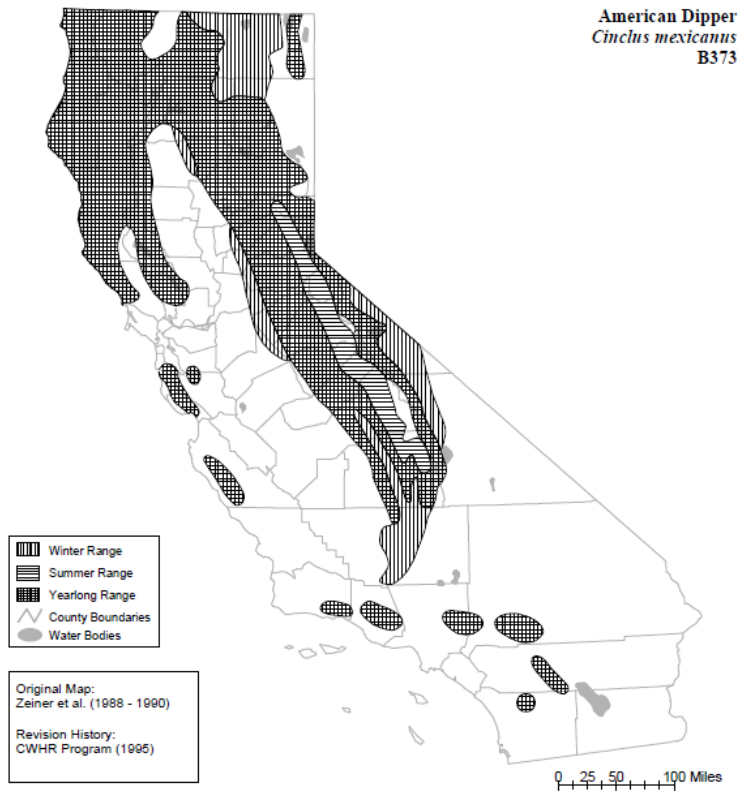 American Dipper
Cinclus mexicanus
B373
Winter Range
Summer Range
Yearlong Range
County Boundaries
Water Bodies
Original Map:
Zeiner et al. (1988 - 1990)
Revision History:
CWHR Program (1995)
0 25 50 100 Miles